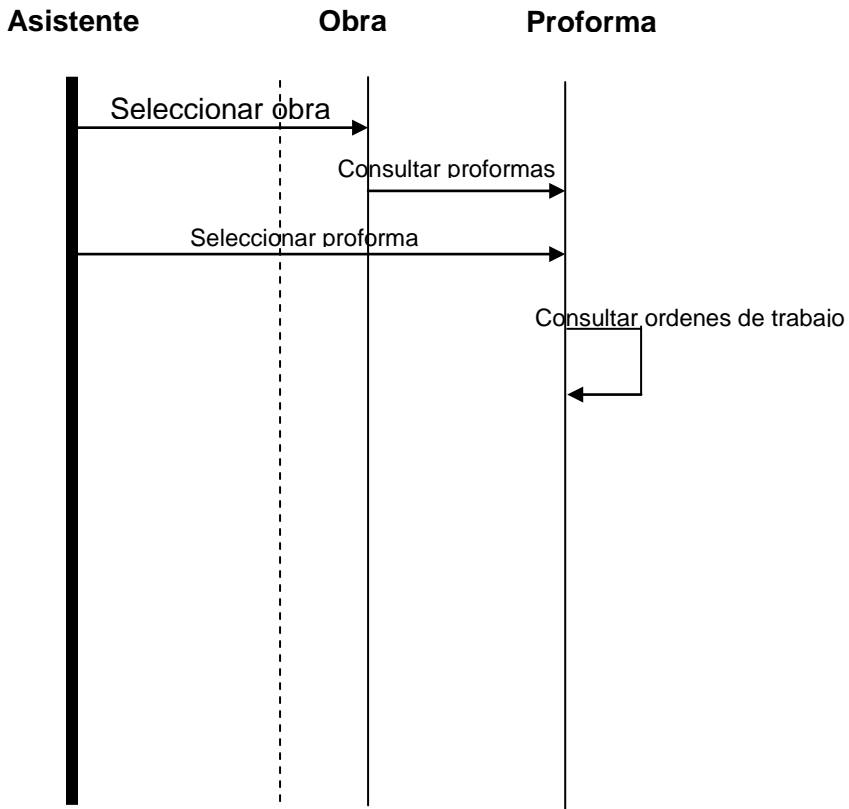 Asistente Obra Proforma
Seleccionar obra
Consultar proformas
Seleccionar proforma
Consultar ordenes de trabajo